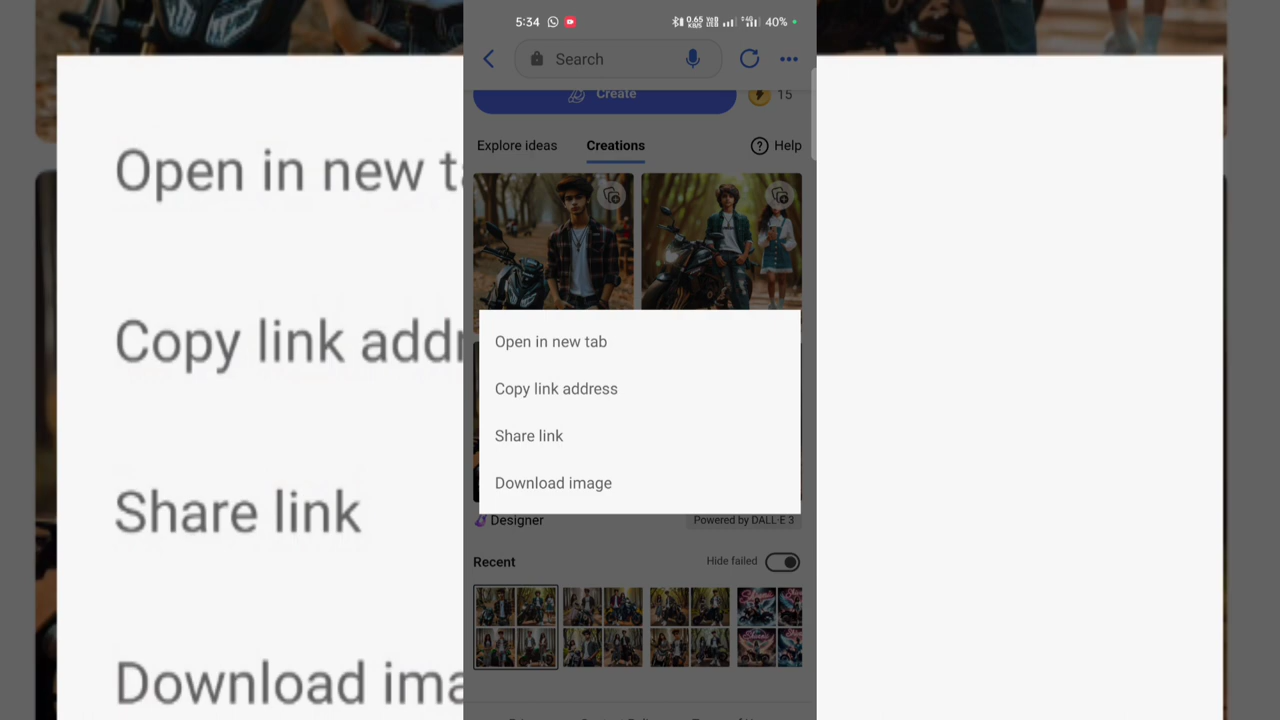 5:34
40%
Search
Create
15
Explore ideas
Creations
Help
Open in new tab
Copy link address
Share link
Download image
Designer
Powered by DALL·E 3
Recent
Hide failed
Open in new ta
Copy link addr
Share link
Download ima